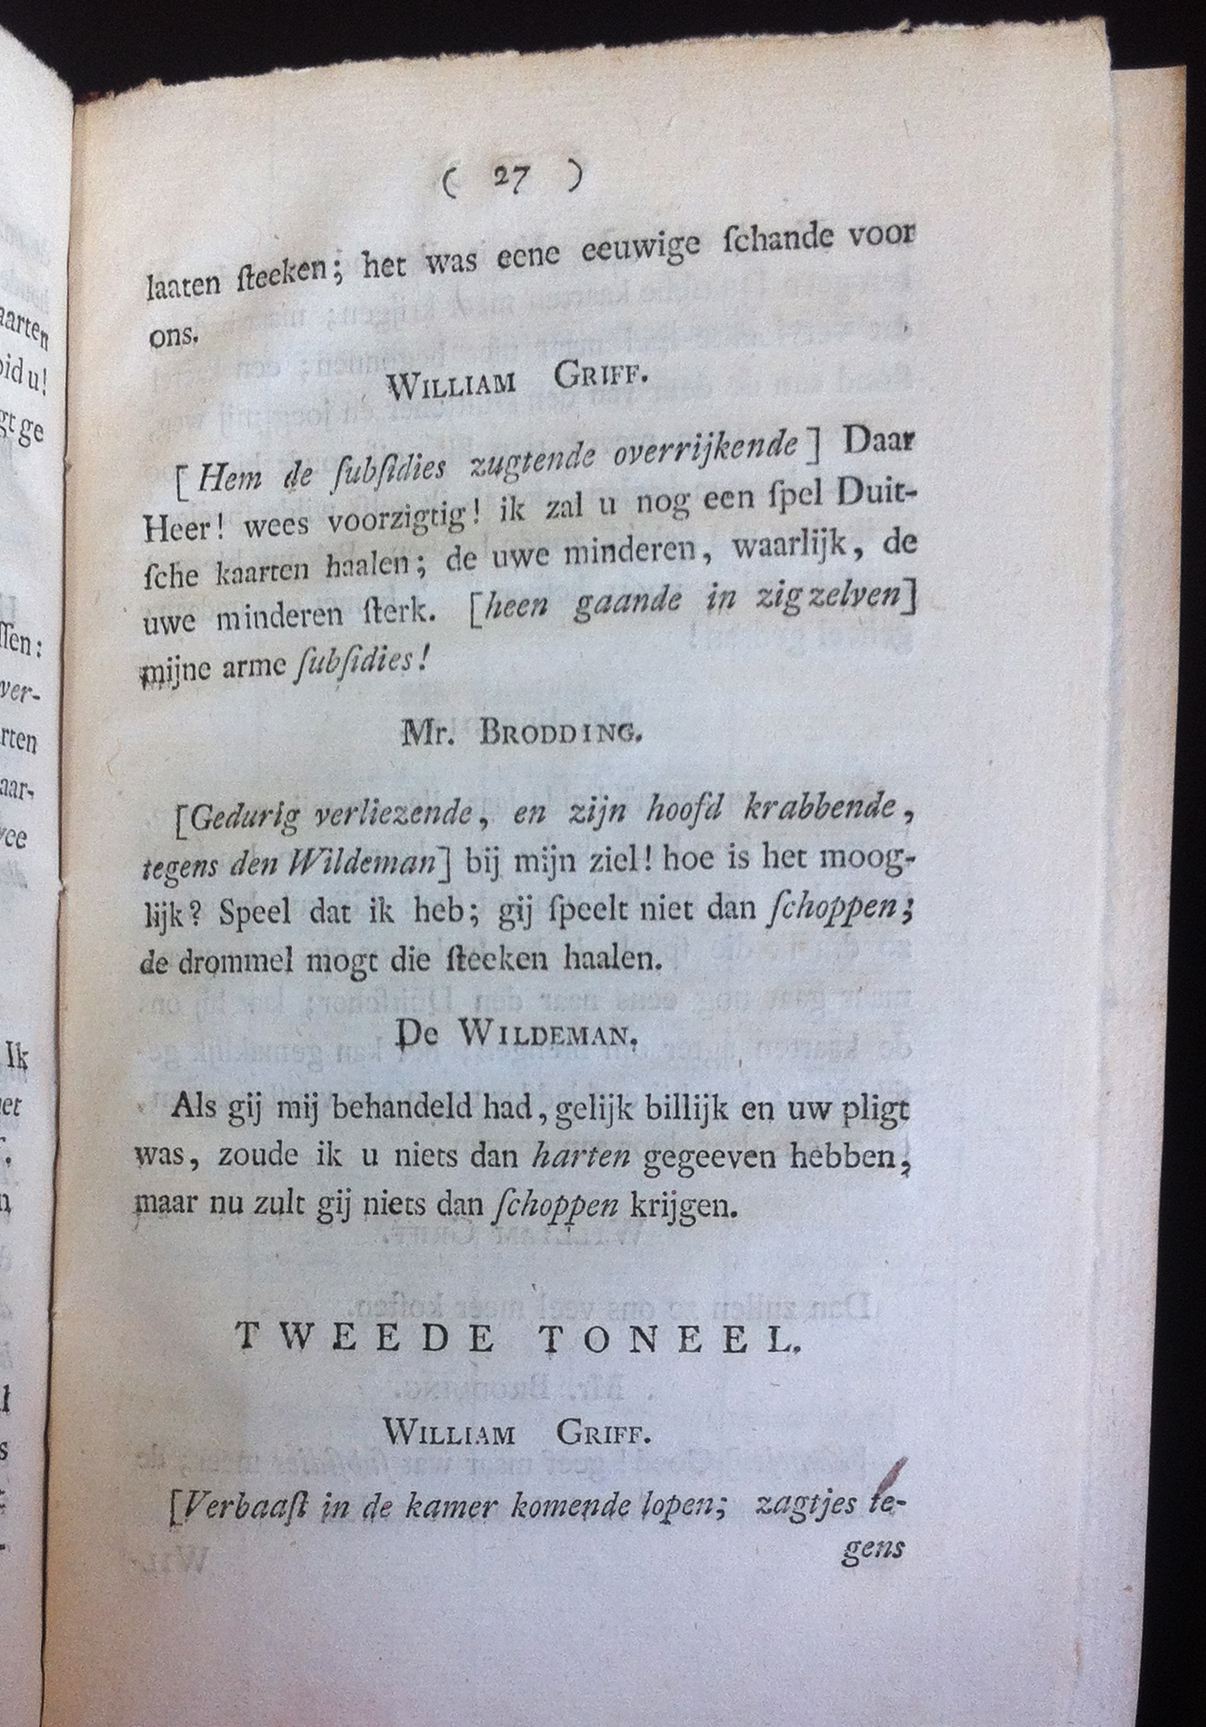 ( 27 )
laaten ſteeken; het was eene eeuwige ſchande voor
ons.
WILLIAM GRIFF.
[Hem de ſubſidies zugtende overrijkende] Daar
Heer! wees voorzigtig! ik zal u nog een ſpel Duit-
ſche kaarten haalen; de uwe minderen, waarlijk, de
uwe minderen ſterk. [heen gaande in zig zelven]
mijne arme ſubſidies!
Mr. BRODDING.
[Gedurig verliezende, en zijn hoofd krabbende,
tegens den Wildeman] bij mijn ziel! hoe is het moog-
lijk? Speel dat ik heb; gij ſpeelt niet dan ſchoppen;
de drommel mogt die ſteeken haalen.
De WILDEMAN.
Als gij mij behandeld had, gelijk billijk en uw pligt
was, zoude ik u niets dan harten gegeeven hebben,
maar nu zult gij niets dan ſchoppen krijgen.
TWEEDE TONEEL.
WILLIAM GRIFF.
[Verbaaſt in de kamer komende lopen; zagtjes te-
gens